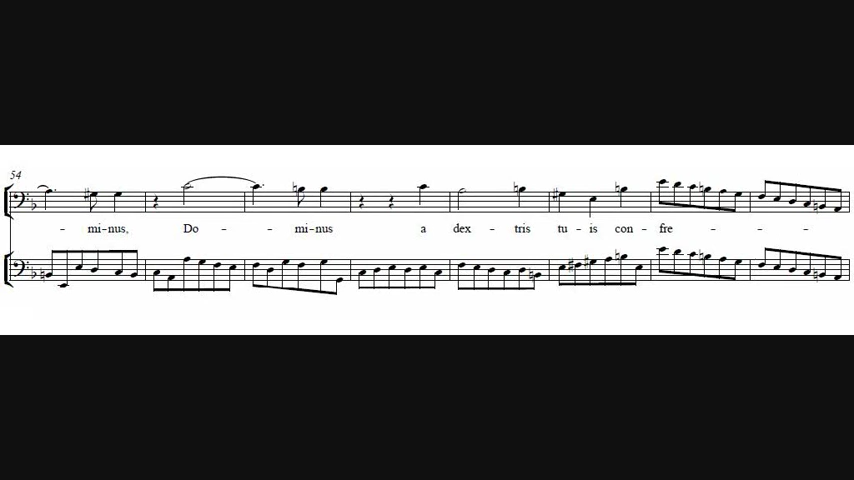 54
- mi-nus, Do - - mi-nus a dex - tris tu - is con - fre - - - -